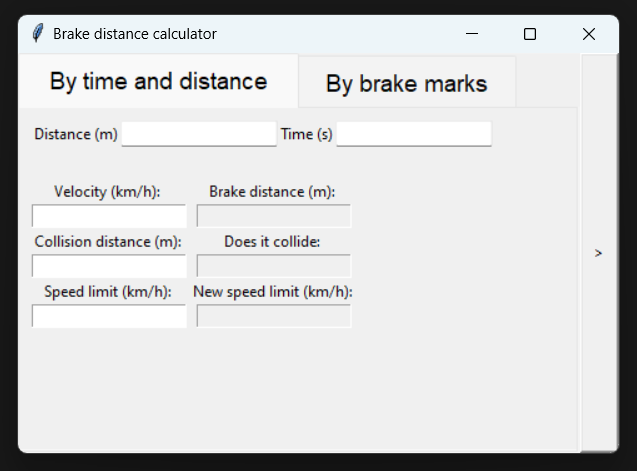 Brake distance calculator
By time and distance By brake marks
Distance (m) Time (s)
Velocity (km/h): Brake distance (m):
Collision distance (m): Does it collide:
>
Speed limit (km/h): New speed limit (km/h):